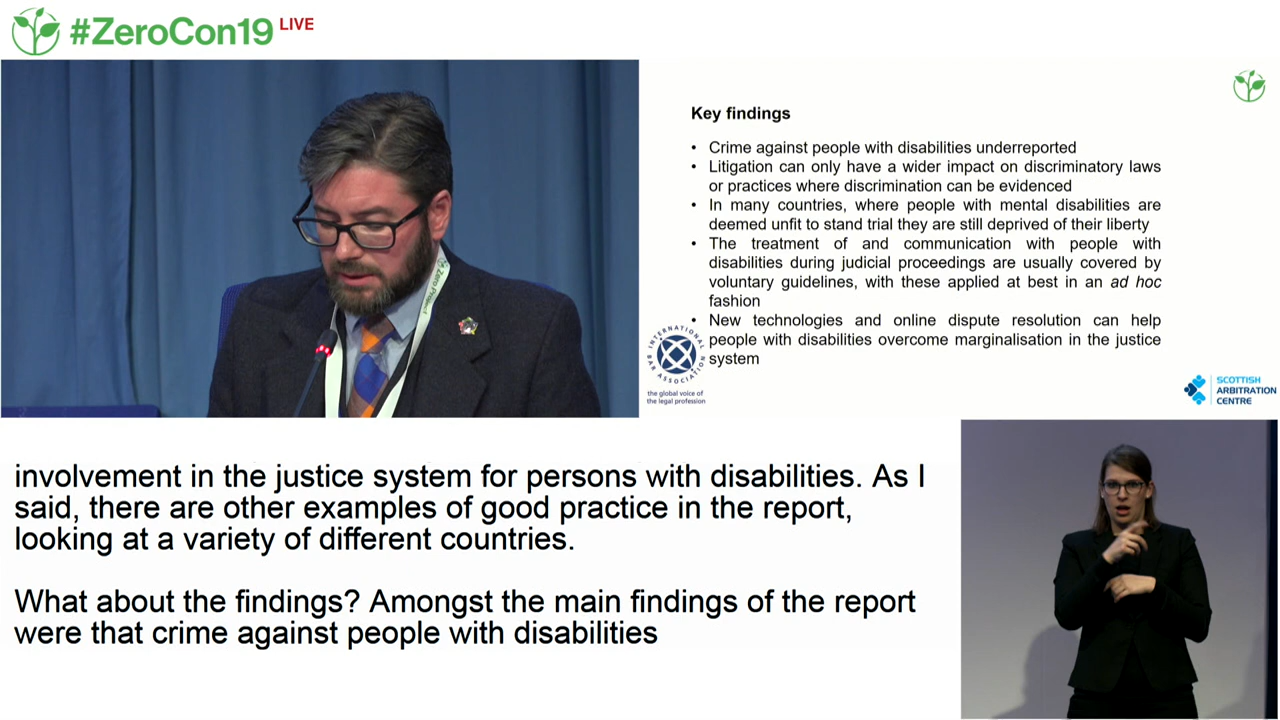 #ZeroCon19 LIVE
Key findings
• Crime against people with disabilities underreported
• Litigation can only have a wider impact on discriminatory laws
or practices where discrimination can be evidenced
• In many countries, where people with mental disabilities are
deemed unfit to stand trial they are still deprived of their liberty
• The treatment of and communication with people with
disabilities during judicial proceedings are usually covered by
voluntary guidelines, with these applied at best in an ad hoc
fashion
• New technologies and online dispute resolution can help
people with disabilities overcome marginalisation in the justice
system
INTERNATIONAL BAR ASSOCIATION
the global voice of
the legal profession
SCOTTISH
ARBITRATION
CENTRE
Zero Project
involvement in the justice system for persons with disabilities. As I
said, there are other examples of good practice in the report,
looking at a variety of different countries.
What about the findings? Amongst the main findings of the report
were that crime against people with disabilities